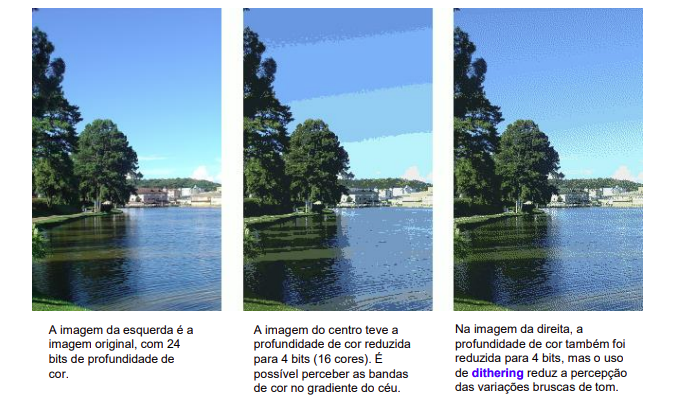 A imagem da esquerda é a
imagem original, com 24
bits de profundidade de
cor.
A imagem do centro teve a
profundidade de cor reduzida
para 4 bits (16 cores). É
possível perceber as bandas
de cor no gradiente do céu.
Na imagem da direita, a
profundidade de cor também foi
reduzida para 4 bits, mas o uso
de dithering reduz a percepção
das variações bruscas de tom.